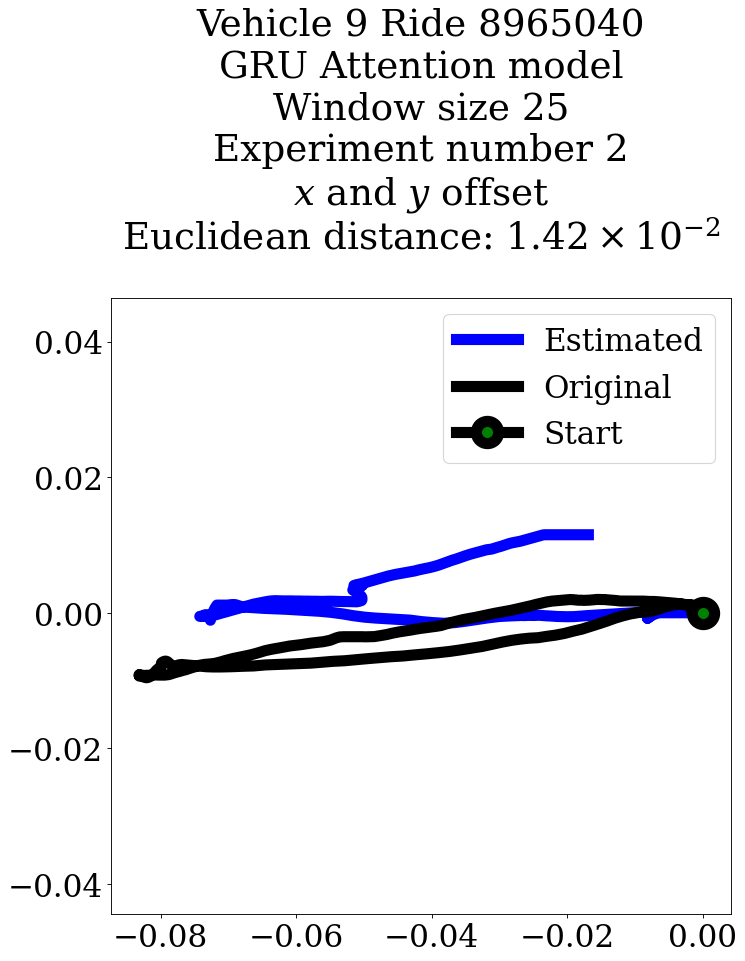 Vehicle 9 Ride 8965040
GRU Attention model
Window size 25
Experiment number 2
x and y offset
Euclidean distance: 1.42 × 10⁻²
Estimated
Original
Start
0.04
0.02
0.00
−0.02
−0.04
−0.08 −0.06 −0.04 −0.02 0.00